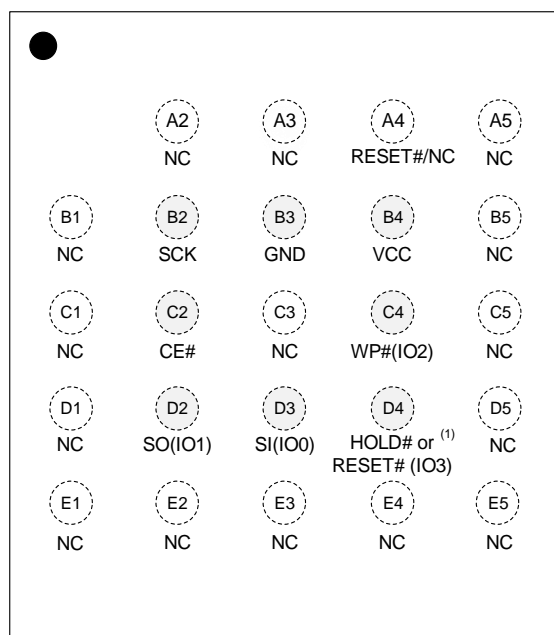 A2 A3 A4 A5
NC NC RESET#/NC NC
B1 B2 B3 B4 B5
NC SCK GND VCC NC
C1 C2 C3 C4 C5
NC CE# NC WP#(IO2) NC
D1 D2 D3 D4 D5
NC SO(IO1) SI(IO0) HOLD# or (1) NC
RESET# (IO3)
E1 E2 E3 E4 E5
NC NC NC NC NC